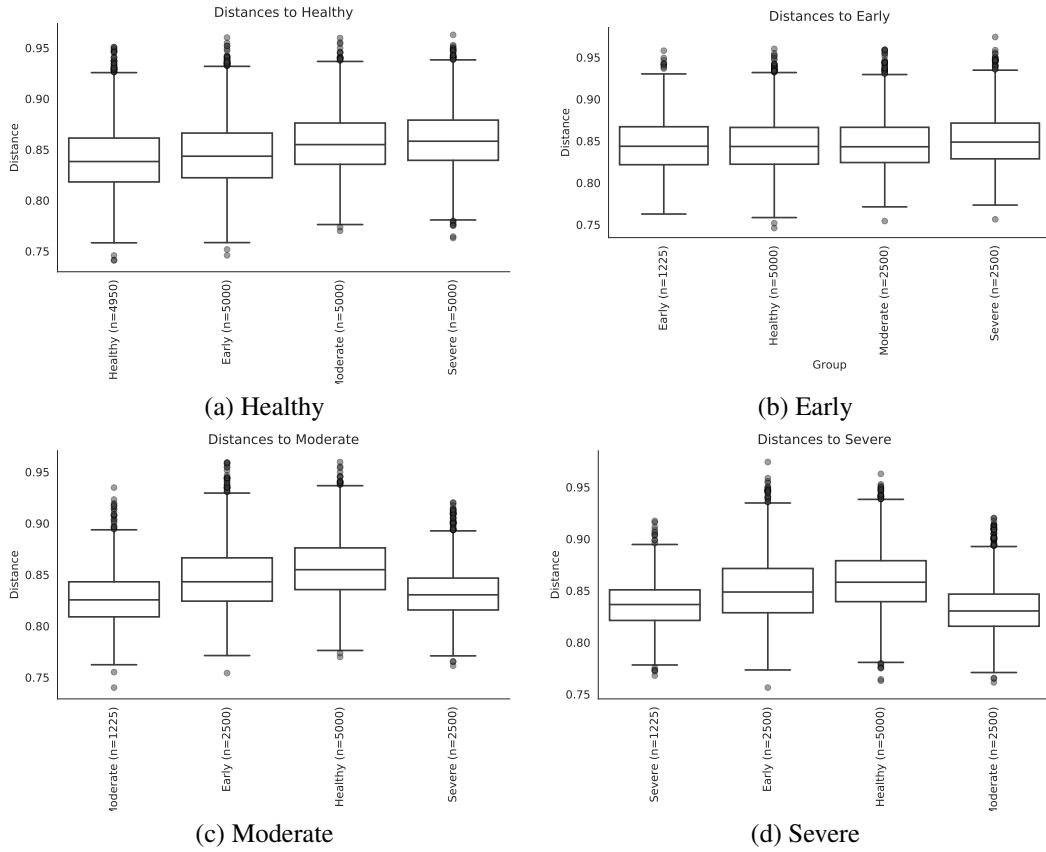 Distances to Healthy
Distance
0.95
0.90
0.85
0.80
0.75
Healthy (n=4950)
Early (n=5000)
Moderate (n=5000)
Severe (n=5000)
(a) Healthy
Distances to Early
Distance
0.95
0.90
0.85
0.80
0.75
Early (n=1225)
Healthy (n=5000)
Moderate (n=2500)
Severe (n=2500)
Group
(b) Early
Distances to Moderate
Distance
0.95
0.90
0.85
0.80
0.75
Moderate (n=1225)
Early (n=2500)
Healthy (n=5000)
Severe (n=2500)
(c) Moderate
Distances to Severe
Distance
0.95
0.90
0.85
0.80
0.75
Severe (n=1225)
Early (n=2500)
Healthy (n=5000)
Moderate (n=2500)
(d) Severe